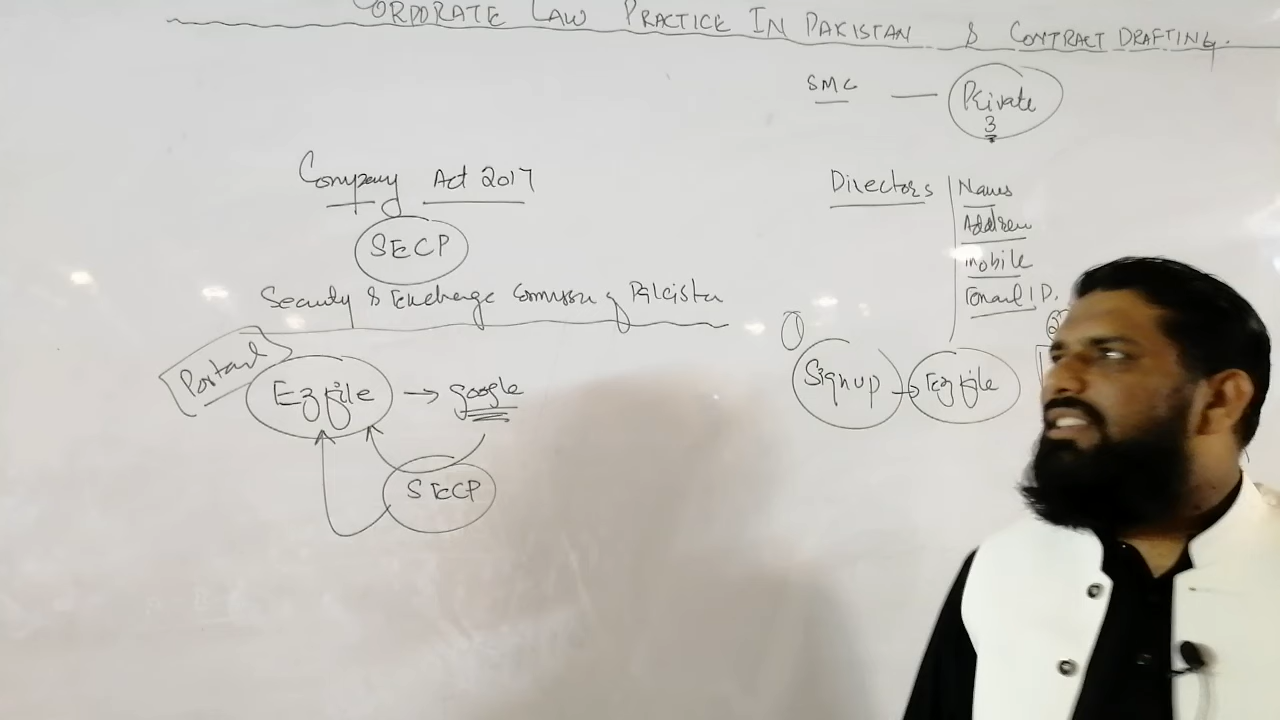 CORPORATE LAW PRACTICE IN PAKISTAN & CONTRACT DRAFTING.
SMC — Private
3
Company Act 2017
SECP
Security & Exchange Commission of Pakistan
Portal
Ezfile → google
SECP
Directors
Names
Address
mobile
Email I.D.
1
Signup → Ezfile